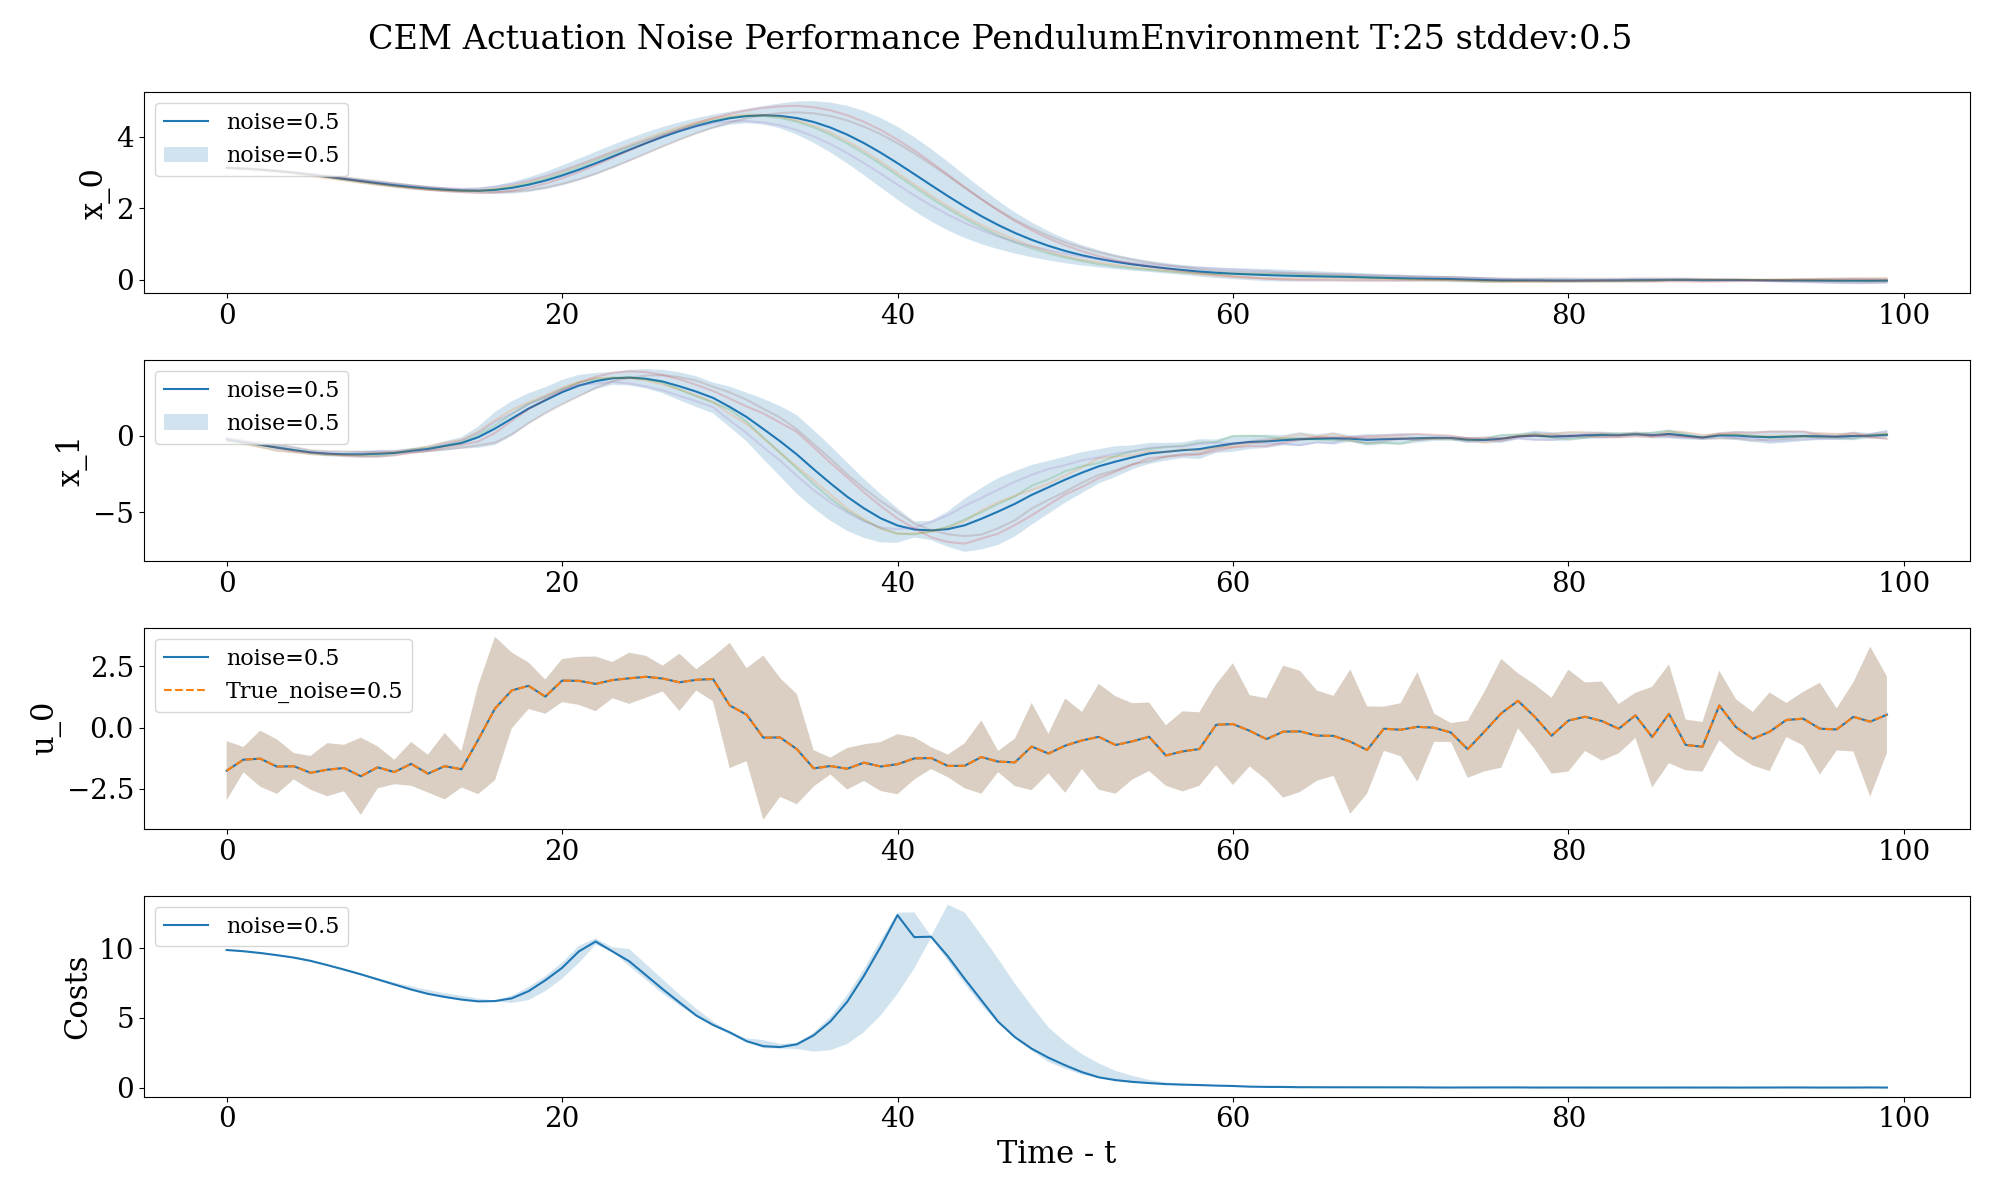 CEM Actuation Noise Performance PendulumEnvironment T:25 stddev:0.5
noise=0.5
noise=0.5
x_0
4
2
0
0 20 40 60 80 100
noise=0.5
noise=0.5
x_1
0
−5
0 20 40 60 80 100
noise=0.5
True_noise=0.5
u_0
2.5
0.0
−2.5
0 20 40 60 80 100
noise=0.5
Costs
10
5
0
0 20 40 60 80 100
Time - t